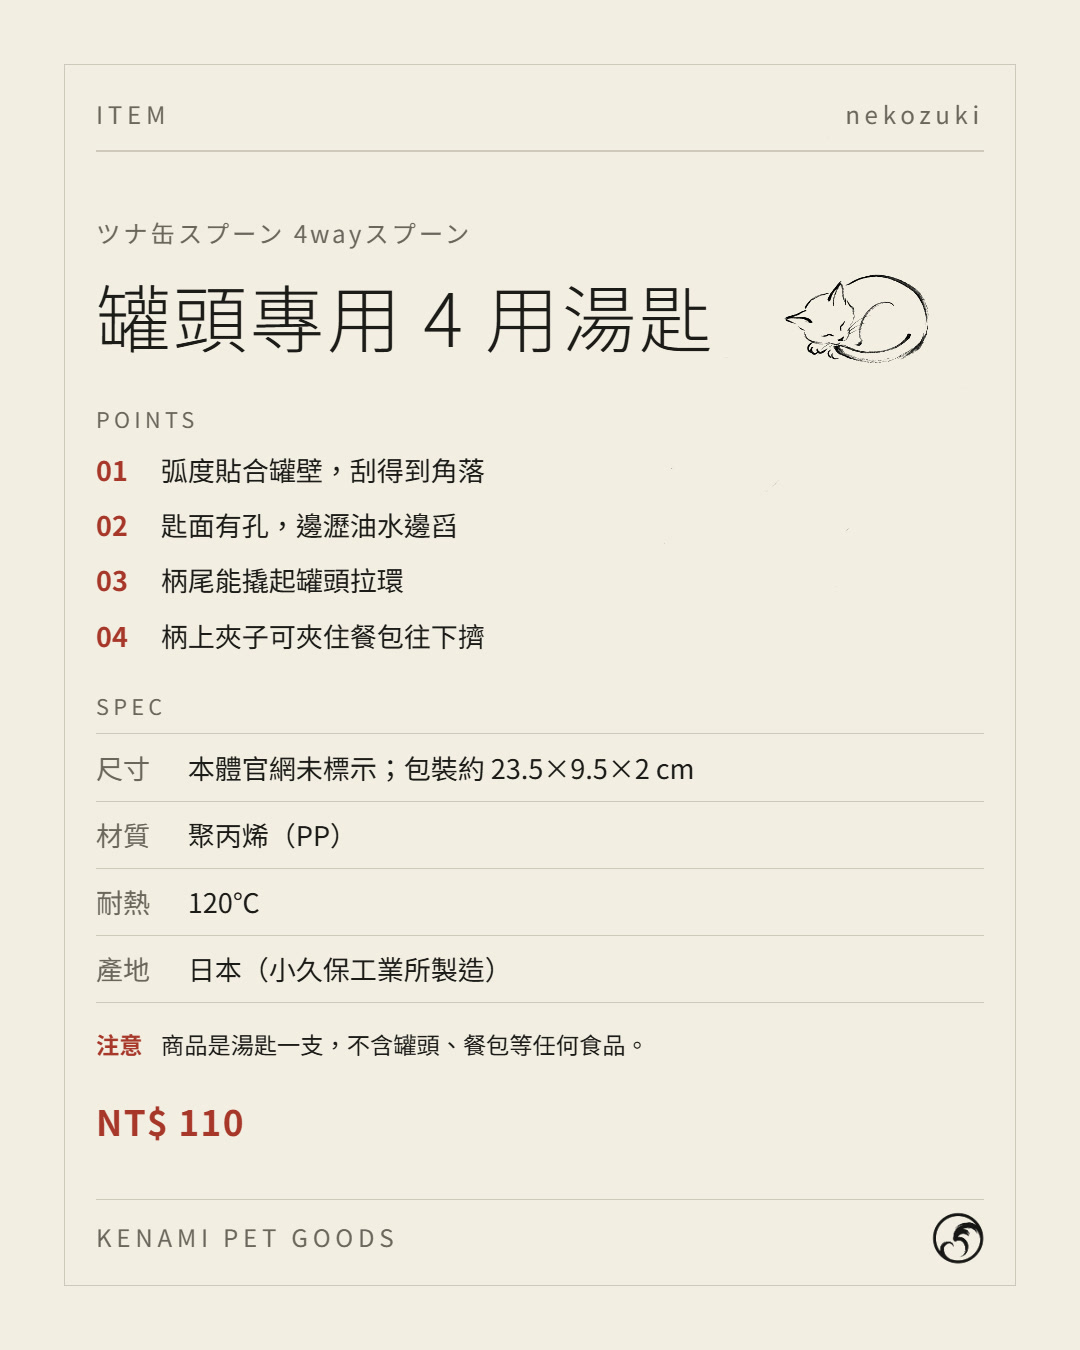 ITEM
nekozuki
ツナ缶スプーン 4wayスプーン
罐頭專用 4 用湯匙
POINTS
01 弧度貼合罐壁，刮得到角落
02 匙面有孔，邊瀝油水邊舀
03 柄尾能撬起罐頭拉環
04 柄上夾子可夾住餐包往下擠
SPEC
尺寸 本體官網未標示；包裝約 23.5×9.5×2 cm
材質 聚丙烯（PP）
耐熱 120°C
產地 日本（小久保工業所製造）
注意 商品是湯匙一支，不含罐頭、餐包等任何食品。
NT$ 110
KENAMI PET GOODS